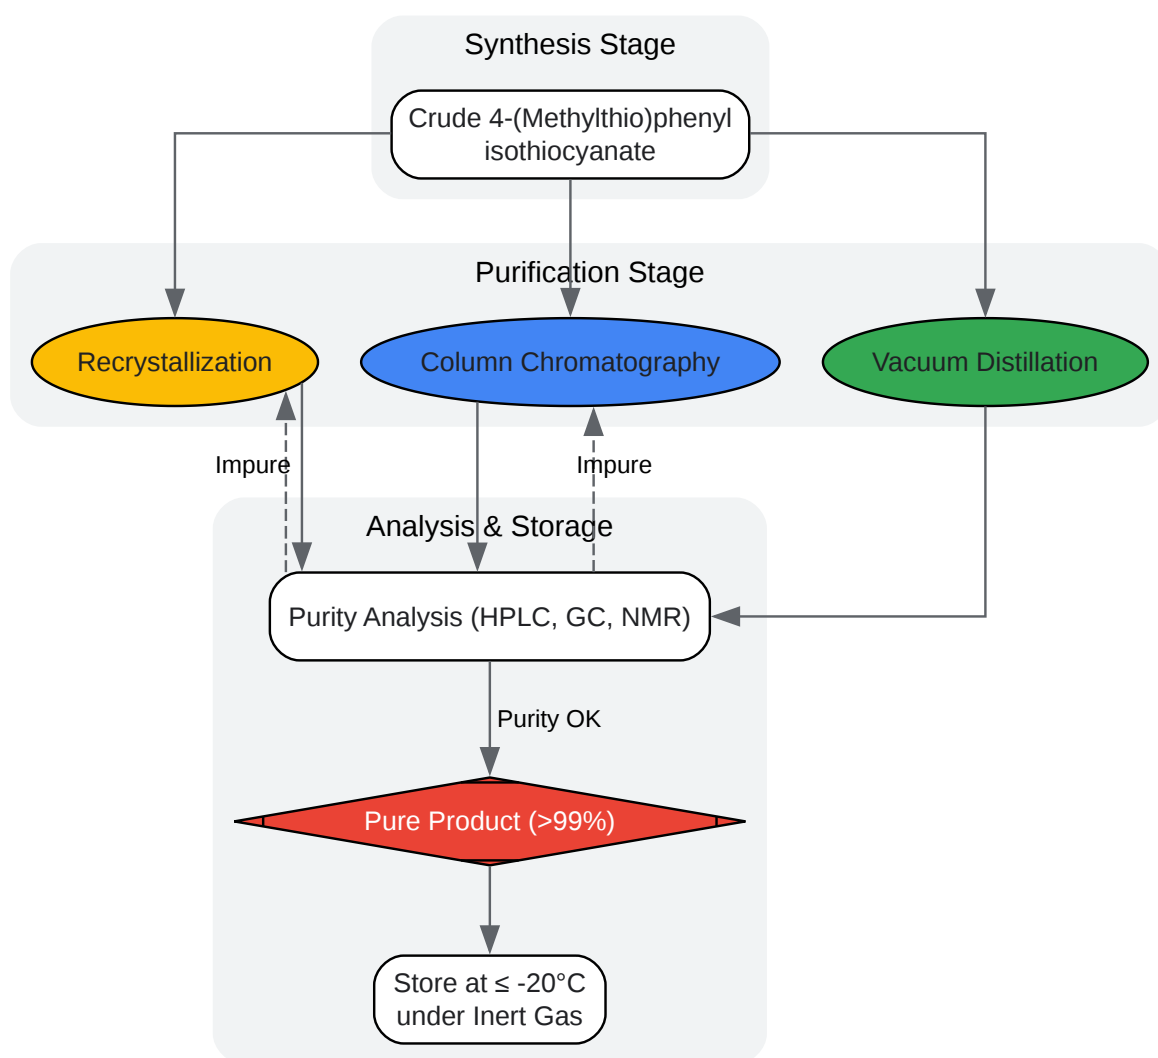 Synthesis Stage
Crude 4-(Methylthio)phenyl
isothiocyanate
Purification Stage
Recrystallization
Column Chromatography
Vacuum Distillation
Impure
Impure
Analysis & Storage
Purity Analysis (HPLC, GC, NMR)
Purity OK
Pure Product (>99%)
Store at ≤ -20°C
under Inert Gas